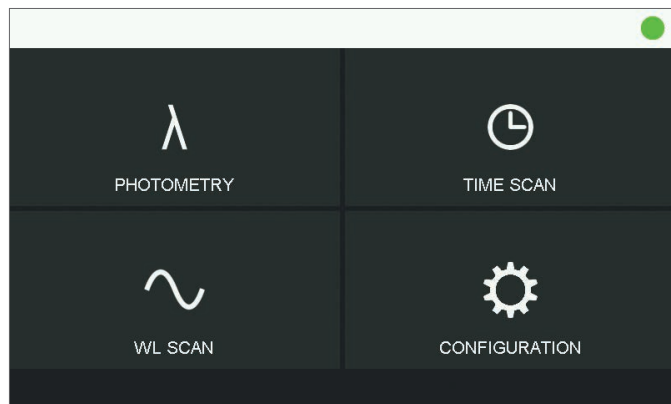 λ
PHOTOMETRY
TIME SCAN
WL SCAN
CONFIGURATION